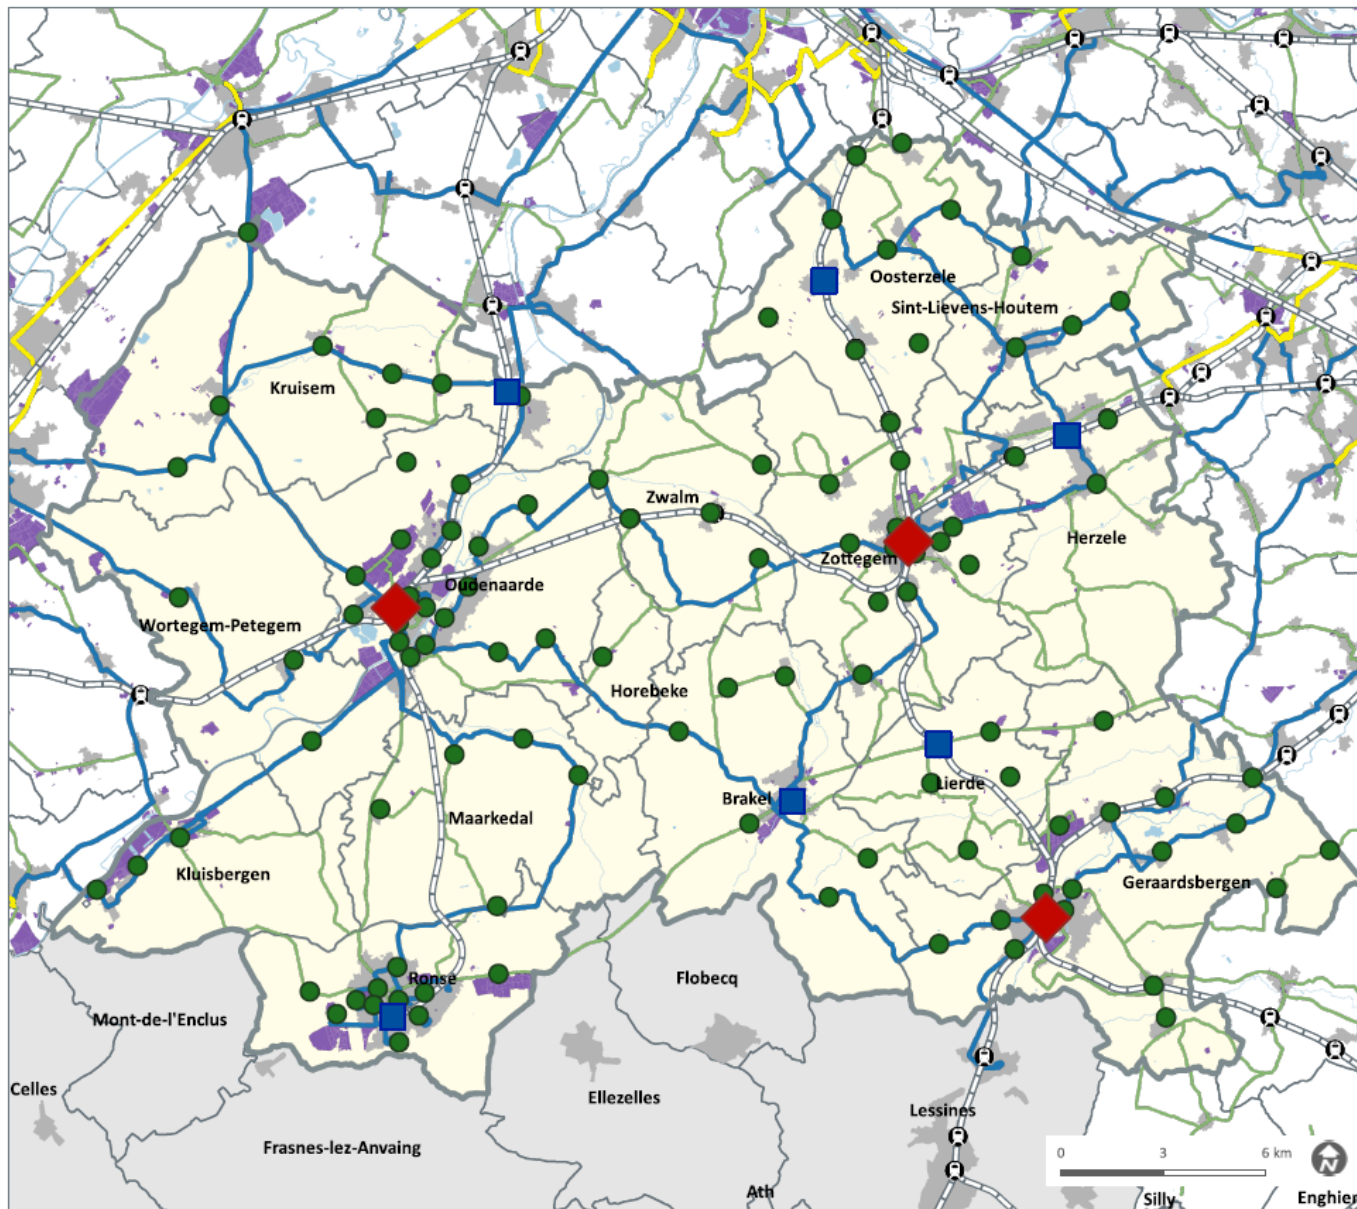 Oosterzele
Sint-Lievens-Houtem
Kruisem
Zwalm
Herzele
Zottegem
Oudenaarde
Wortegem-Petegem
Horebeke
Lierde
Brakel
Maarkedal
Kluisbergen
Geraardsbergen
Ronse
Flobecq
Mont-de-l'Enclus
Celles
Ellezelles
Lessines
Frasnes-lez-Anvaing
0 3 6 km
N
Ath
Silly
Enghien